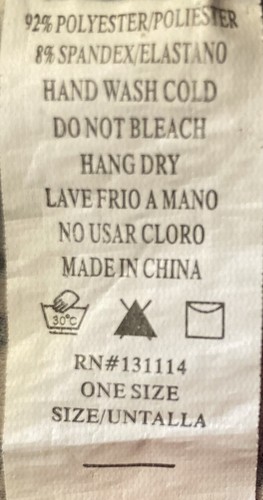 92% POLYESTER/POLIESTER
8% SPANDEX/ELASTANO
HAND WASH COLD
DO NOT BLEACH
HANG DRY
LAVE FRIO A MANO
NO USAR CLORO
MADE IN CHINA
30°C
RN#131114
ONE SIZE
SIZE/UNTALLA